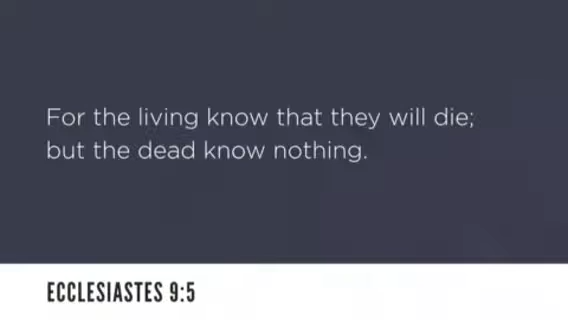 For the living know that they will die;
but the dead know nothing.
ECCLESIASTES 9:5